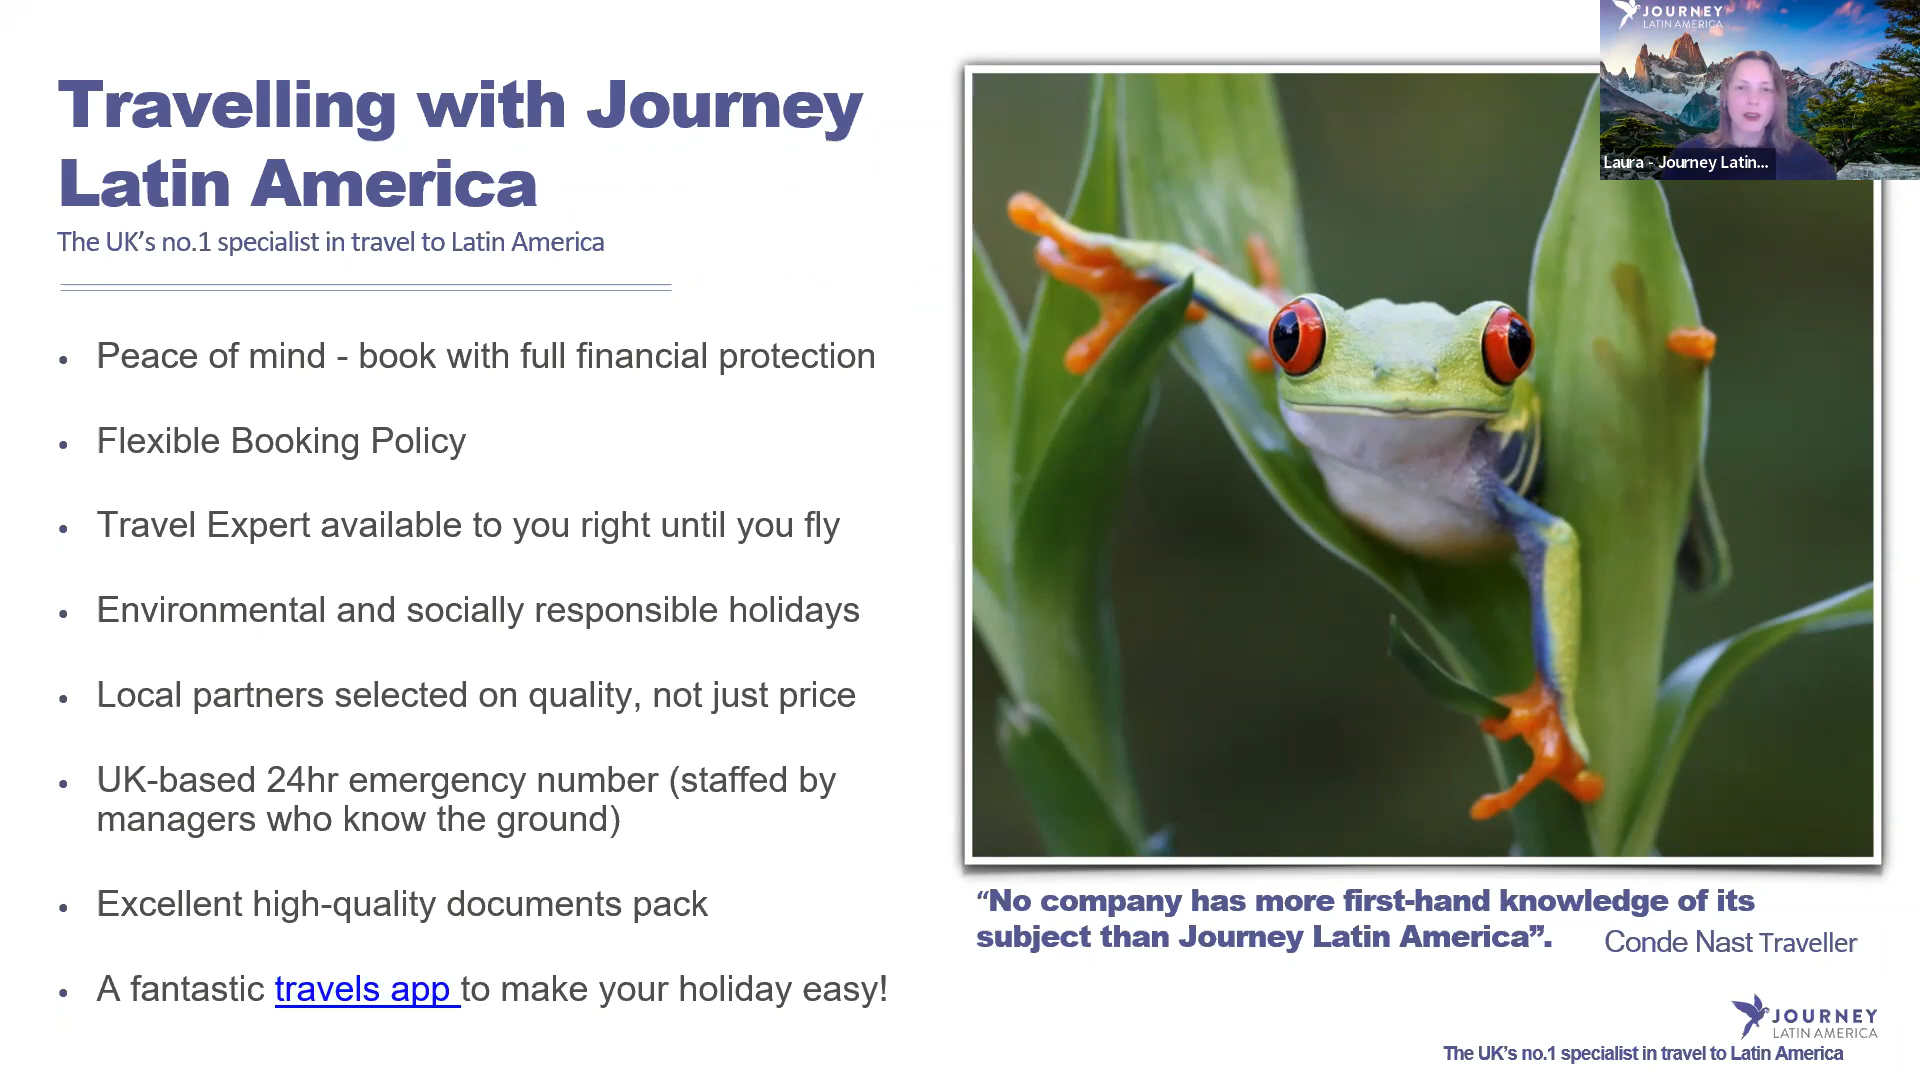 Travelling with Journey
Latin America
The UK's no.1 specialist in travel to Latin America
• Peace of mind - book with full financial protection
• Flexible Booking Policy
• Travel Expert available to you right until you fly
• Environmental and socially responsible holidays
• Local partners selected on quality, not just price
• UK-based 24hr emergency number (staffed by
managers who know the ground)
• Excellent high-quality documents pack
• A fantastic travels app to make your holiday easy!
JOURNEY
LATIN AMERICA
Laura - Journey Latin...
“No company has more first-hand knowledge of its
subject than Journey Latin America”.
Conde Nast Traveller
JOURNEY
LATIN AMERICA
The UK's no.1 specialist in travel to Latin America